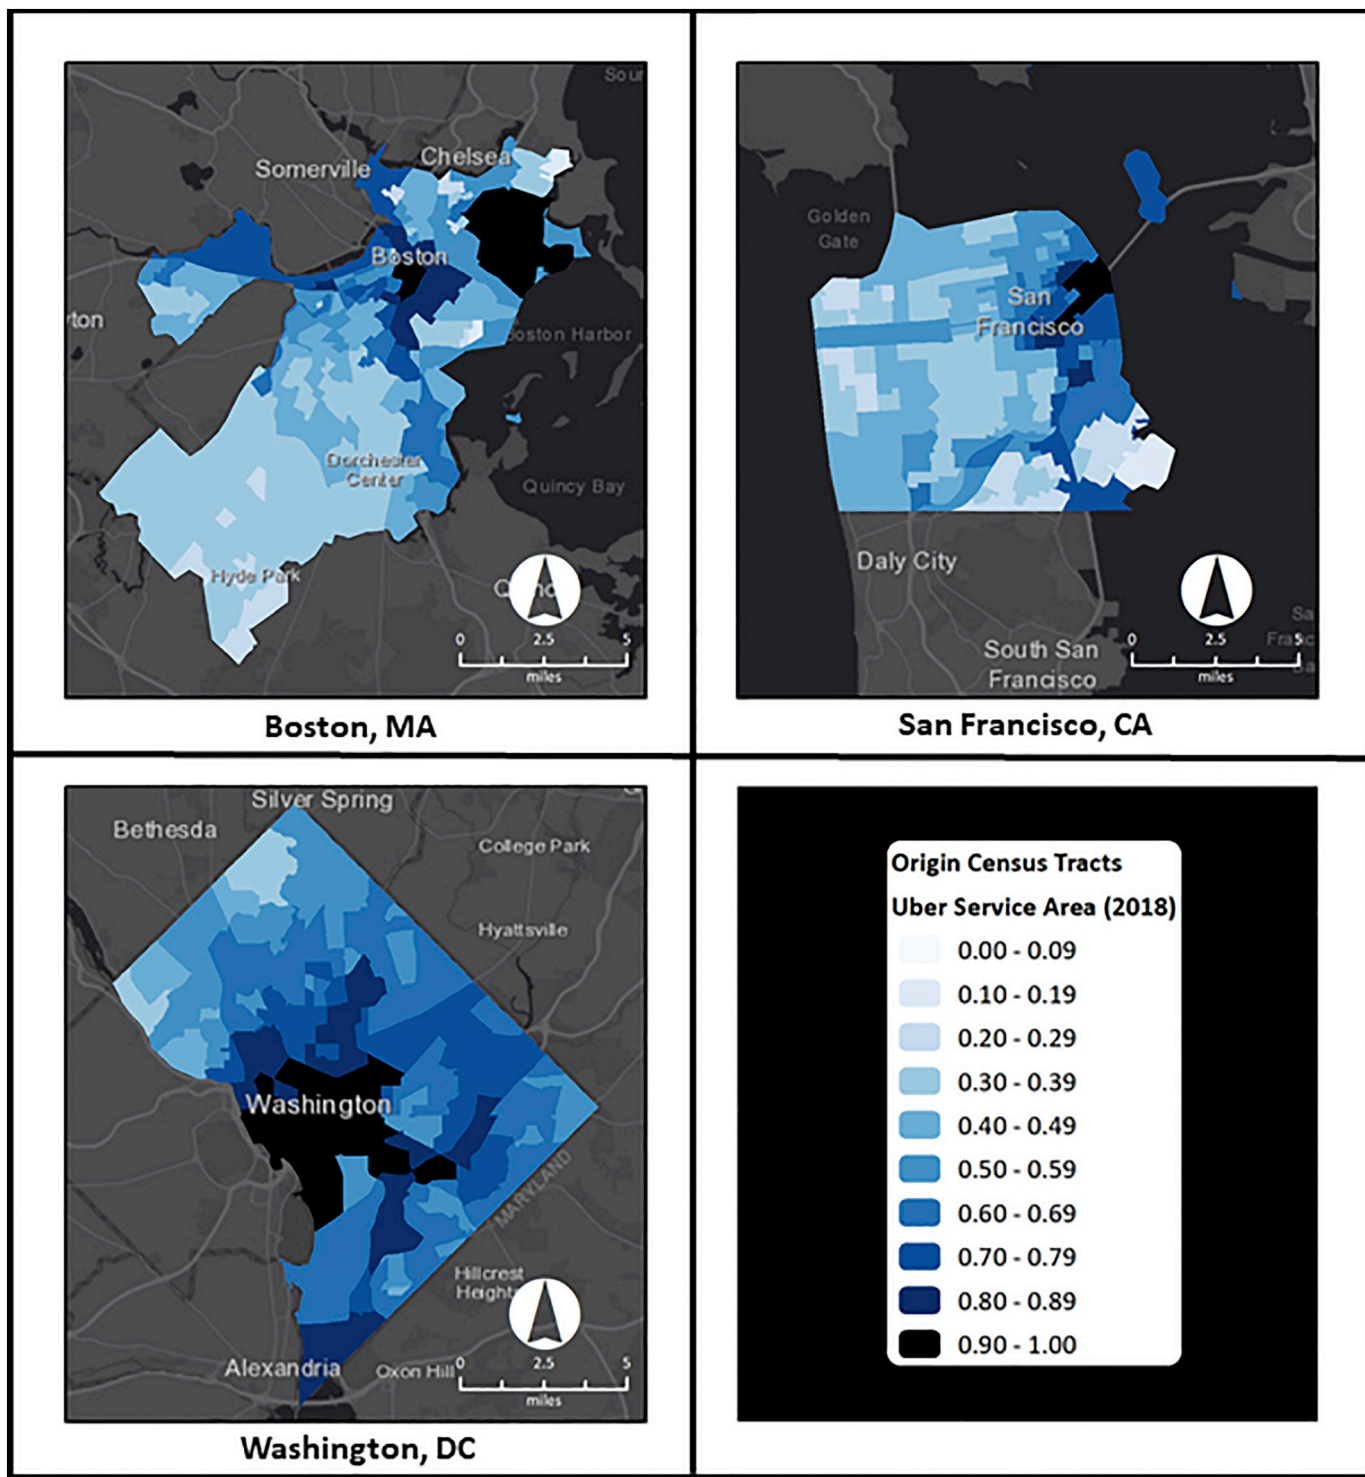 Sour
Somerville
Chelsea
Boston
yton
Boston Harbor
Dorchester
Center
Quincy Bay
Hyde Park
0 2.5 5
miles
Boston, MA
Golden
Gate
San
Francisco
Daly City
South San
Francisco
Sa
Franc
Ba
0 2.5 5
miles
San Francisco, CA
Silver Spring
Bethesda
College Park
Hyattsville
Washington
MARYLAND
Hillcrest
Heights
Alexandria
Oxon Hill
0 2.5 5
miles
Washington, DC
Origin Census Tracts
Uber Service Area (2018)
0.00 - 0.09
0.10 - 0.19
0.20 - 0.29
0.30 - 0.39
0.40 - 0.49
0.50 - 0.59
0.60 - 0.69
0.70 - 0.79
0.80 - 0.89
0.90 - 1.00